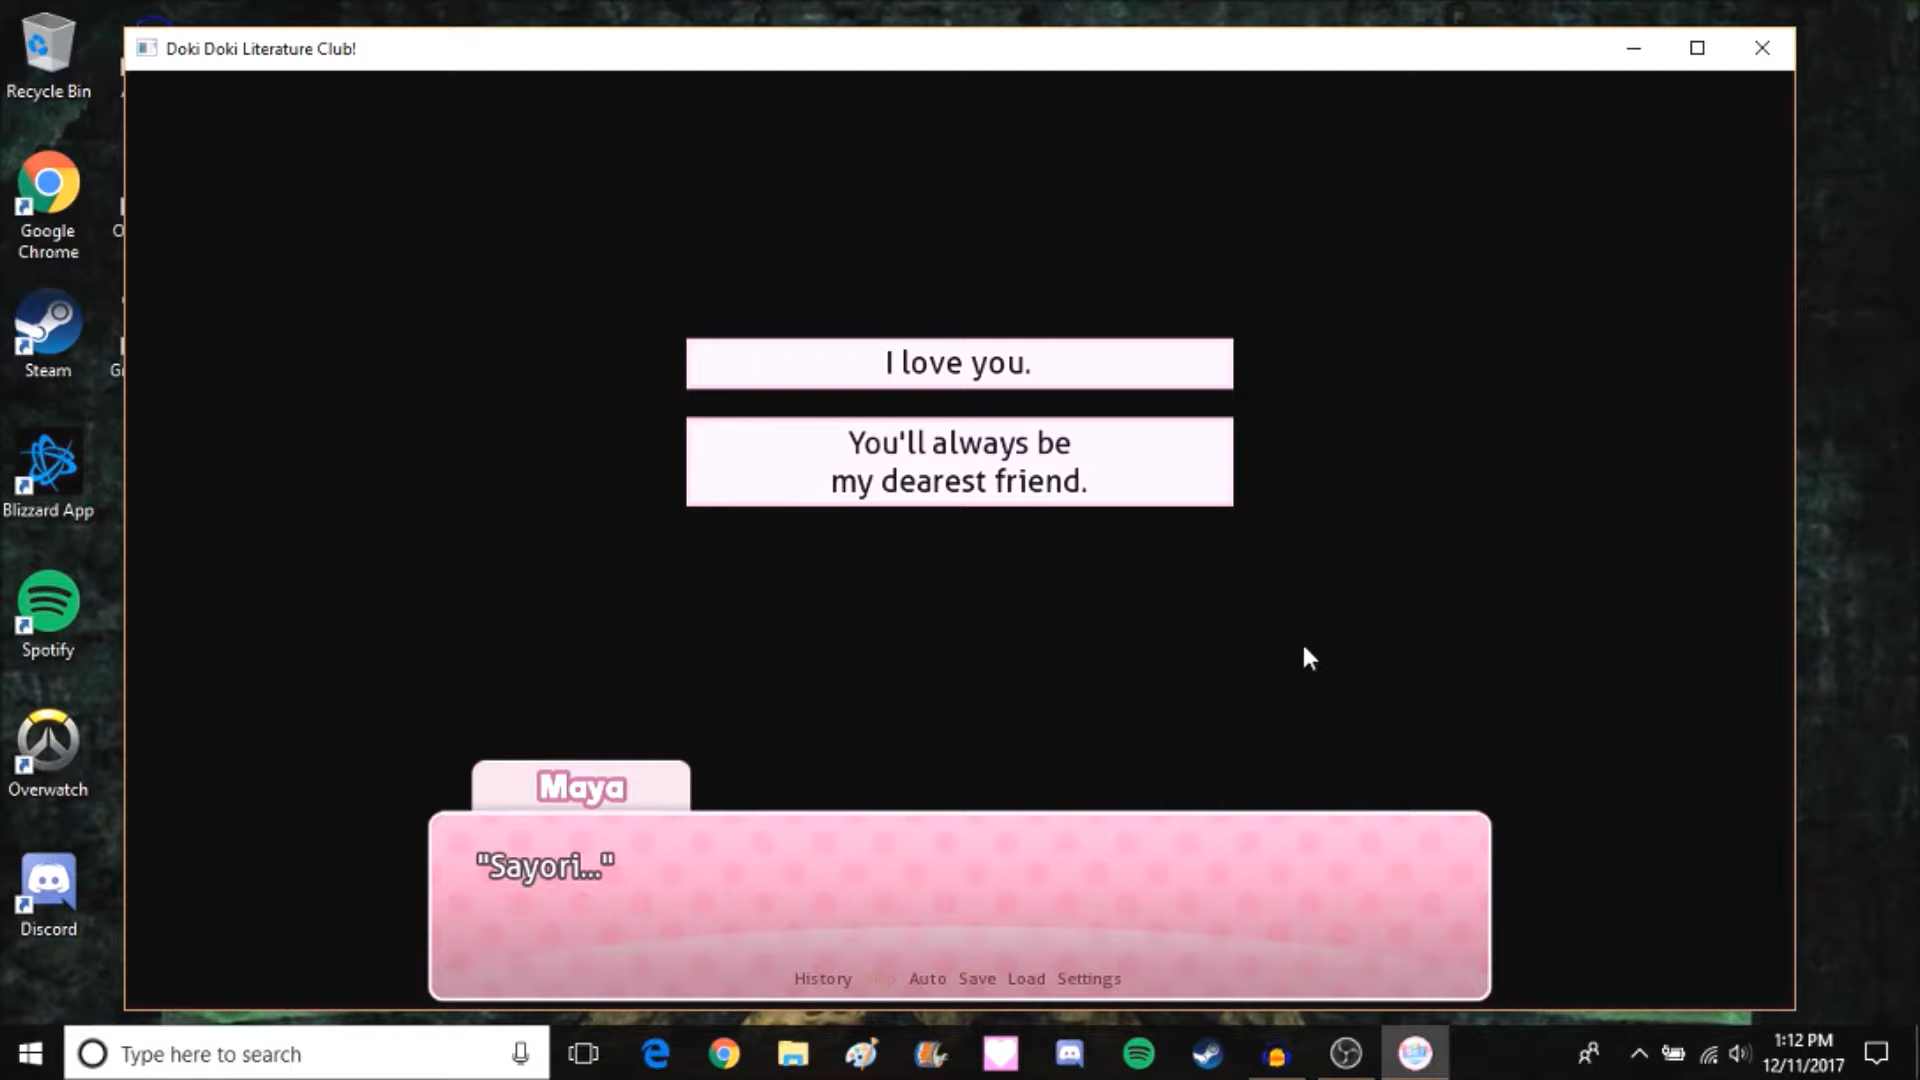 Doki Doki Literature Club!
Recycle Bin
Google
Chrome
Steam
Blizzard App
Spotify
Overwatch
Discord
I love you.
You'll always be
my dearest friend.
Maya
"Sayori..."
History Auto Save Load Settings
Type here to search
1:12 PM
12/11/2017